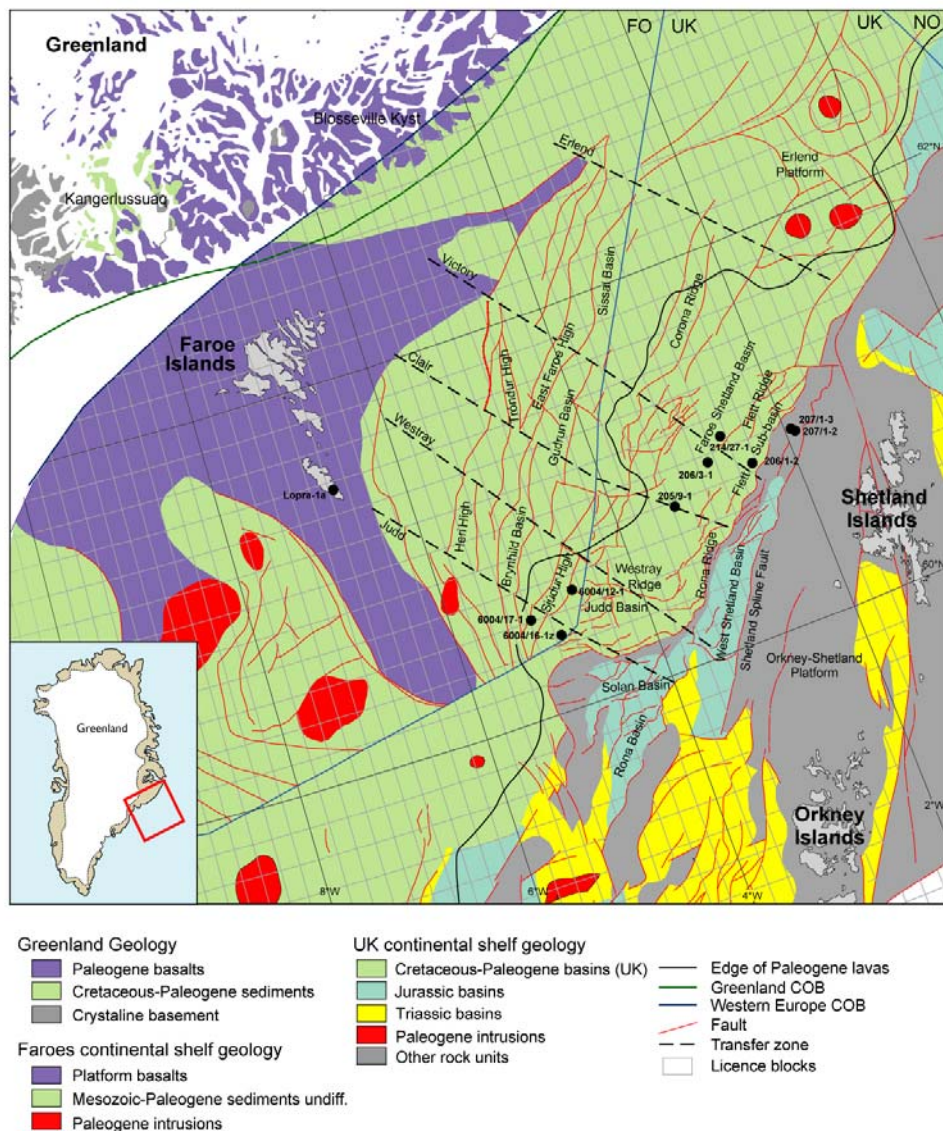 Greenland
FO UK
UK NO
Blosseville Kyst
Kangerlussuaq
Erlend
Erlend
Platform
62°N
Victory
Sissal Basin
Corona Ridge
Faroe
Islands
Clair
Trondur High
East Faroe High
Gudrun Basin
Westray
Faroe Shetland Basin
Flett Ridge
Flett Sub-basin
207/1-3
207/1-2
214/27-1
206/3-1
206/1-2
Lopra-1a
205/9-1
Shetland
Islands
Judd
Heri High
Brynhild Basin
Sjudur High
Westray
Ridge
Rona Ridge
West Shetland Basin
Shetland Spline Fault
60°N
6004/12-1
Judd Basin
6004/17-1
6004/16-1z
Orkney-Shetland
Platform
Solan Basin
Rona Basin
Greenland
Orkney
Islands
2°W
8°W
6°W
4°W
Greenland Geology
Paleogene basalts
Cretaceous-Paleogene sediments
Crystaline basement
Faroes continental shelf geology
Platform basalts
Mesozoic-Paleogene sediments undiff.
Paleogene intrusions
UK continental shelf geology
Cretaceous-Paleogene basins (UK)
Jurassic basins
Triassic basins
Paleogene intrusions
Other rock units
Edge of Paleogene lavas
Greenland COB
Western Europe COB
Fault
Transfer zone
Licence blocks